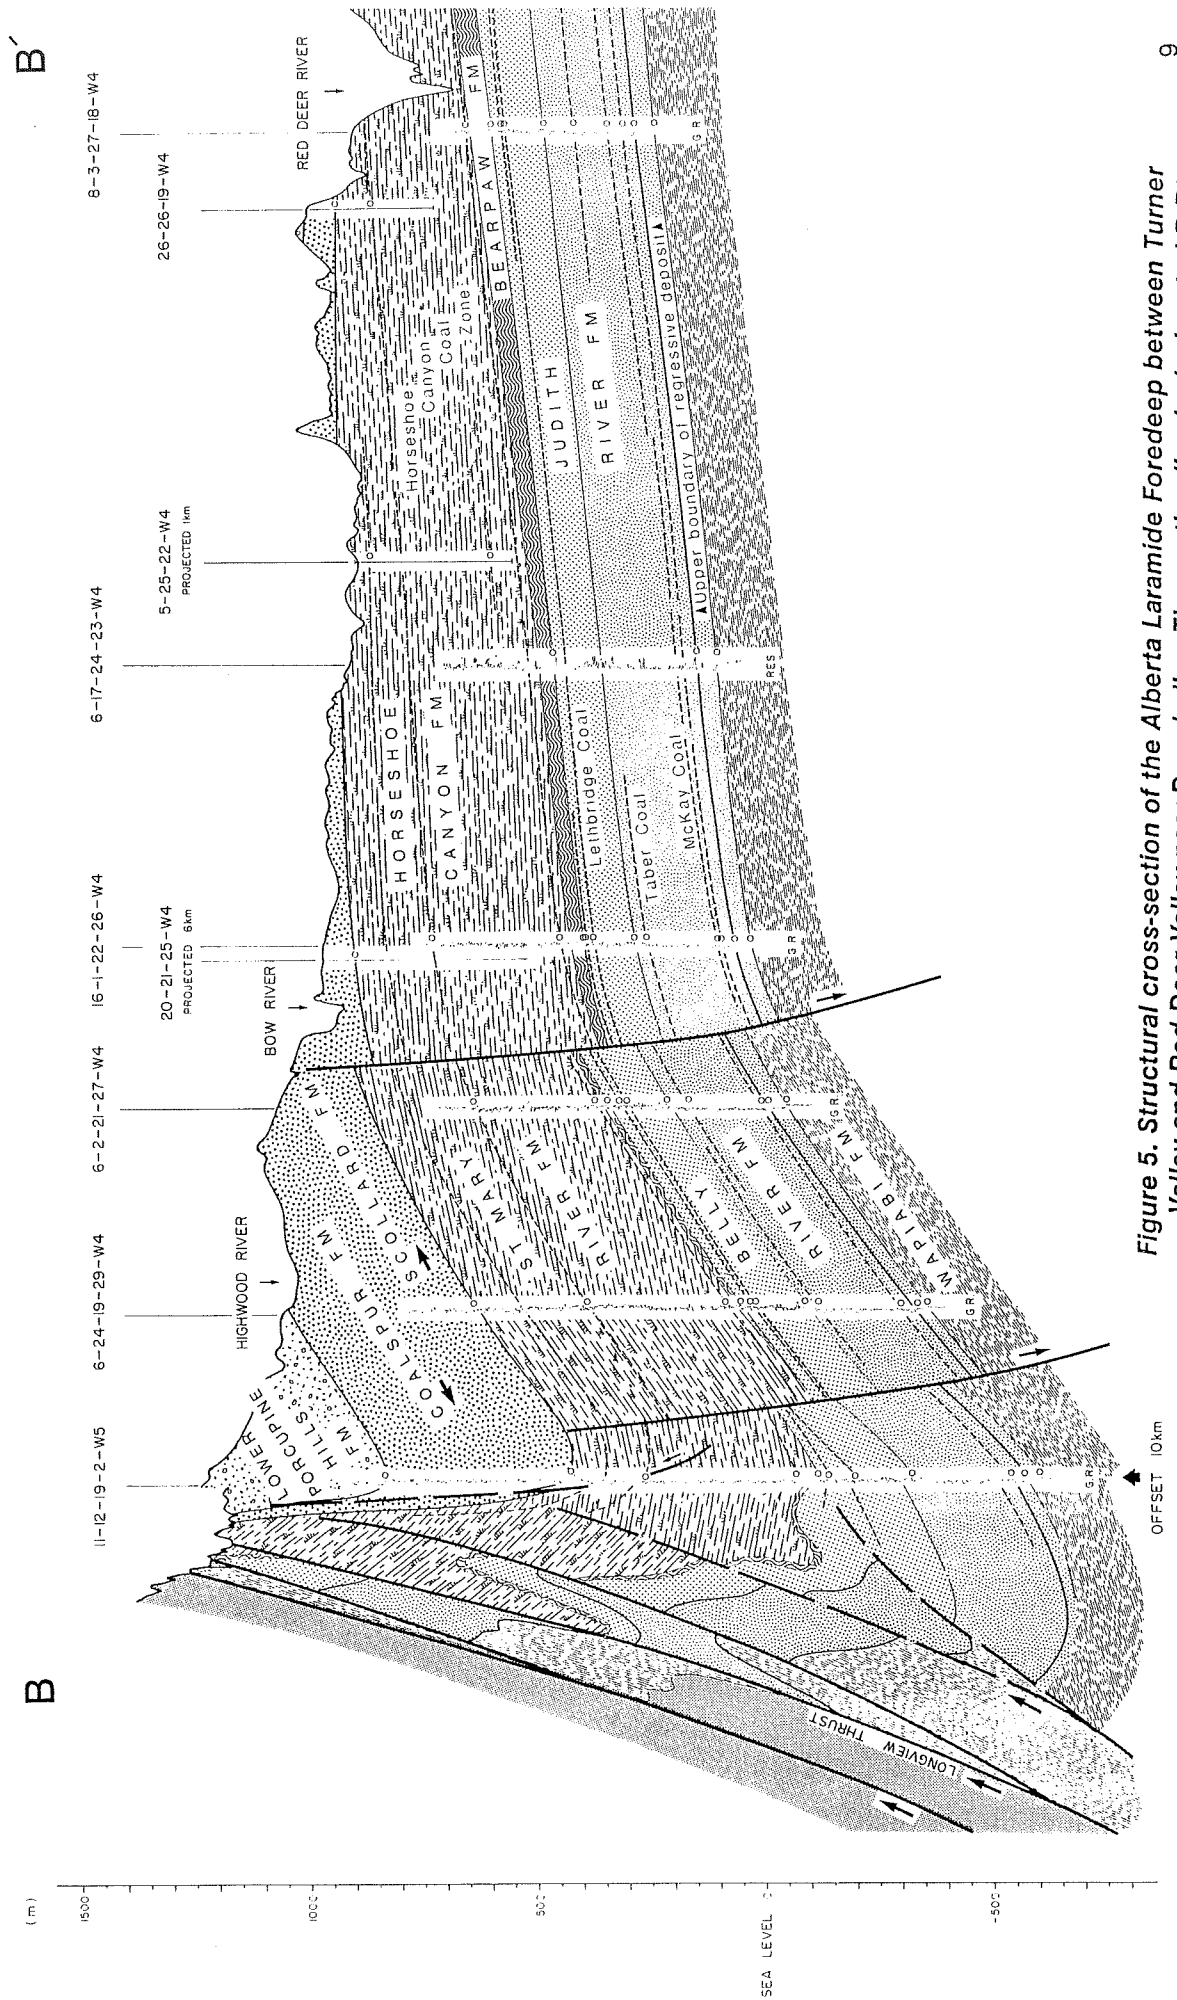 B
B´
11-12-19-2-W5
6-24-19-29-W4
6-2-21-27-W4
16-1-22-26-W4
6-17-24-23-W4
8-3-27-18-W4
20-21-25-W4
PROJECTED 6km
5-25-22-W4
PROJECTED 1km
26-26-19-W4
HIGHWOOD RIVER
BOW RIVER
RED DEER RIVER
(m)
1500
1000
500
SEA LEVEL 0
-500
LOWER
PORCUPINE
HILLS
FM
COALSPUR FM
SCOLLARD FM
ST MARY
RIVER FM
HORSESHOE
CANYON FM
Horseshoe
Canyon
Coal
Zone
BEARPAW FM
BELLY
RIVER FM
JUDITH
RIVER FM
Lethbridge Coal
Taber Coal
McKay Coal
Upper boundary of regressive deposit
WAPIABI FM
LONGVIEW
THRUST
GR
GR
GR
GR
RES
GR
OFFSET 10km
Figure 5. Structural cross-section of the Alberta Laramide Foredeep between Turner
9